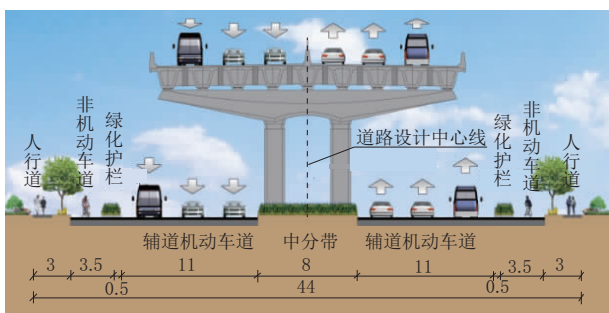 道路设计中心线
人行道
非机动车道
绿化护栏
绿化护栏
非机动车道
人行道
辅道机动车道
中分带
辅道机动车道
3
3.5
11
8
11
3.5
3
0.5
44
0.5